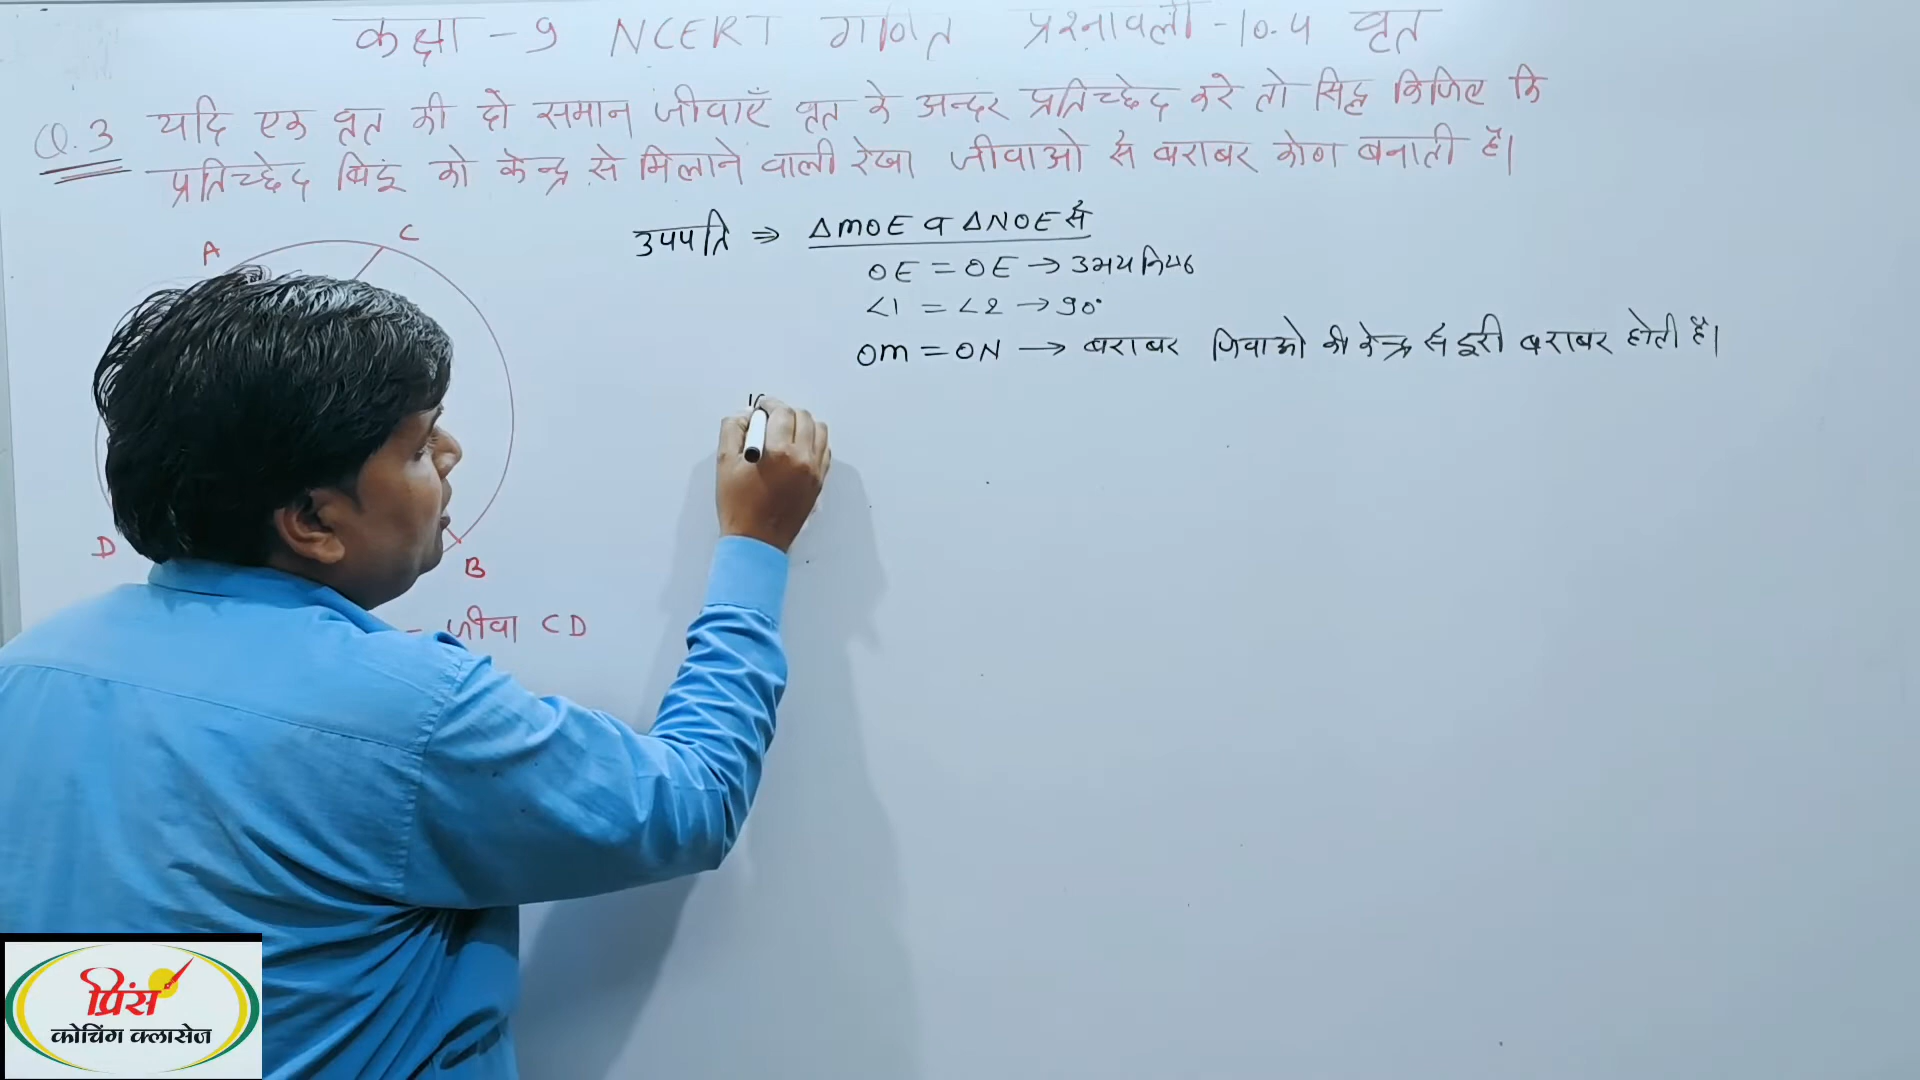 कक्षा - 9 NCERT गणित प्रश्नावली - 10.4 वृत
Q.3 यदि एक वृत की दो समान जीवाएँ वृत के अन्दर प्रतिच्छेद करे तो सिद्ध किजिए कि
प्रतिच्छेद बिंदू को केन्द्र से मिलाने वाली रेखा जीवाओ से बराबर कोण बनाती है।
उपपति ⇒ ΔMOE व ΔNOE से
OE = OE → उभयनिष्ठ
∠1 = ∠2 → 90°
OM = ON → बराबर जिवाओ की केन्द्र से दूरी बराबर होती है।
A
C
D
B
- जीवा CD
प्रिंस
कोचिंग क्लासेज